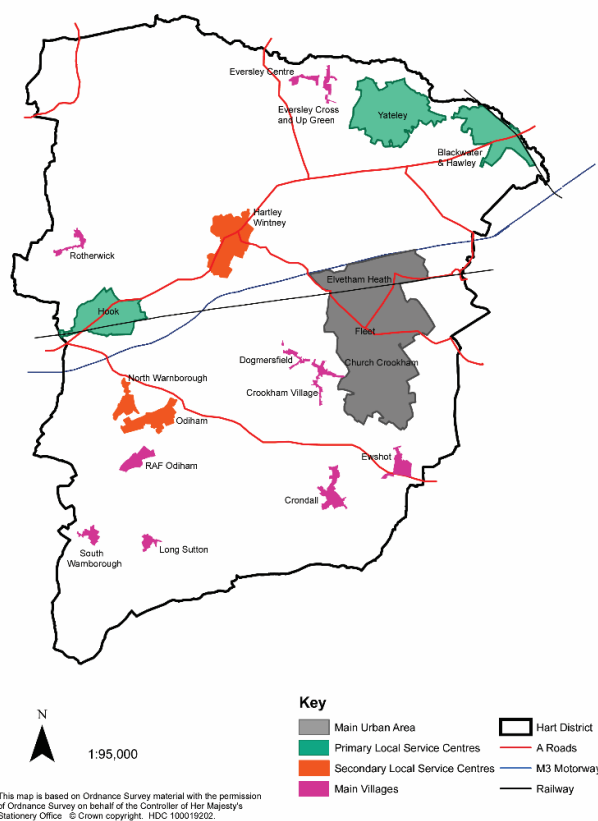 Eversley Centre
Eversley Cross
and Up Green
Yateley
Blackwater
& Hawley
Hartley
Wintney
Rotherwick
Elvetham Heath
Hook
Fleet
Dogmersfield
Church Crookham
North Warnborough
Crookham Village
Odiham
Ewshot
RAF Odiham
Crondall
South
Warnborough
Long Sutton
Key
N
Main Urban Area
Hart District
Primary Local Service Centres
A Roads
1:95,000
Secondary Local Service Centres
M3 Motorway
Main Villages
Railway
This map is based on Ordnance Survey material with the permission
of Ordnance Survey on behalf of the Controller of Her Majesty's
Stationery Office © Crown copyright. HDC 100019202.